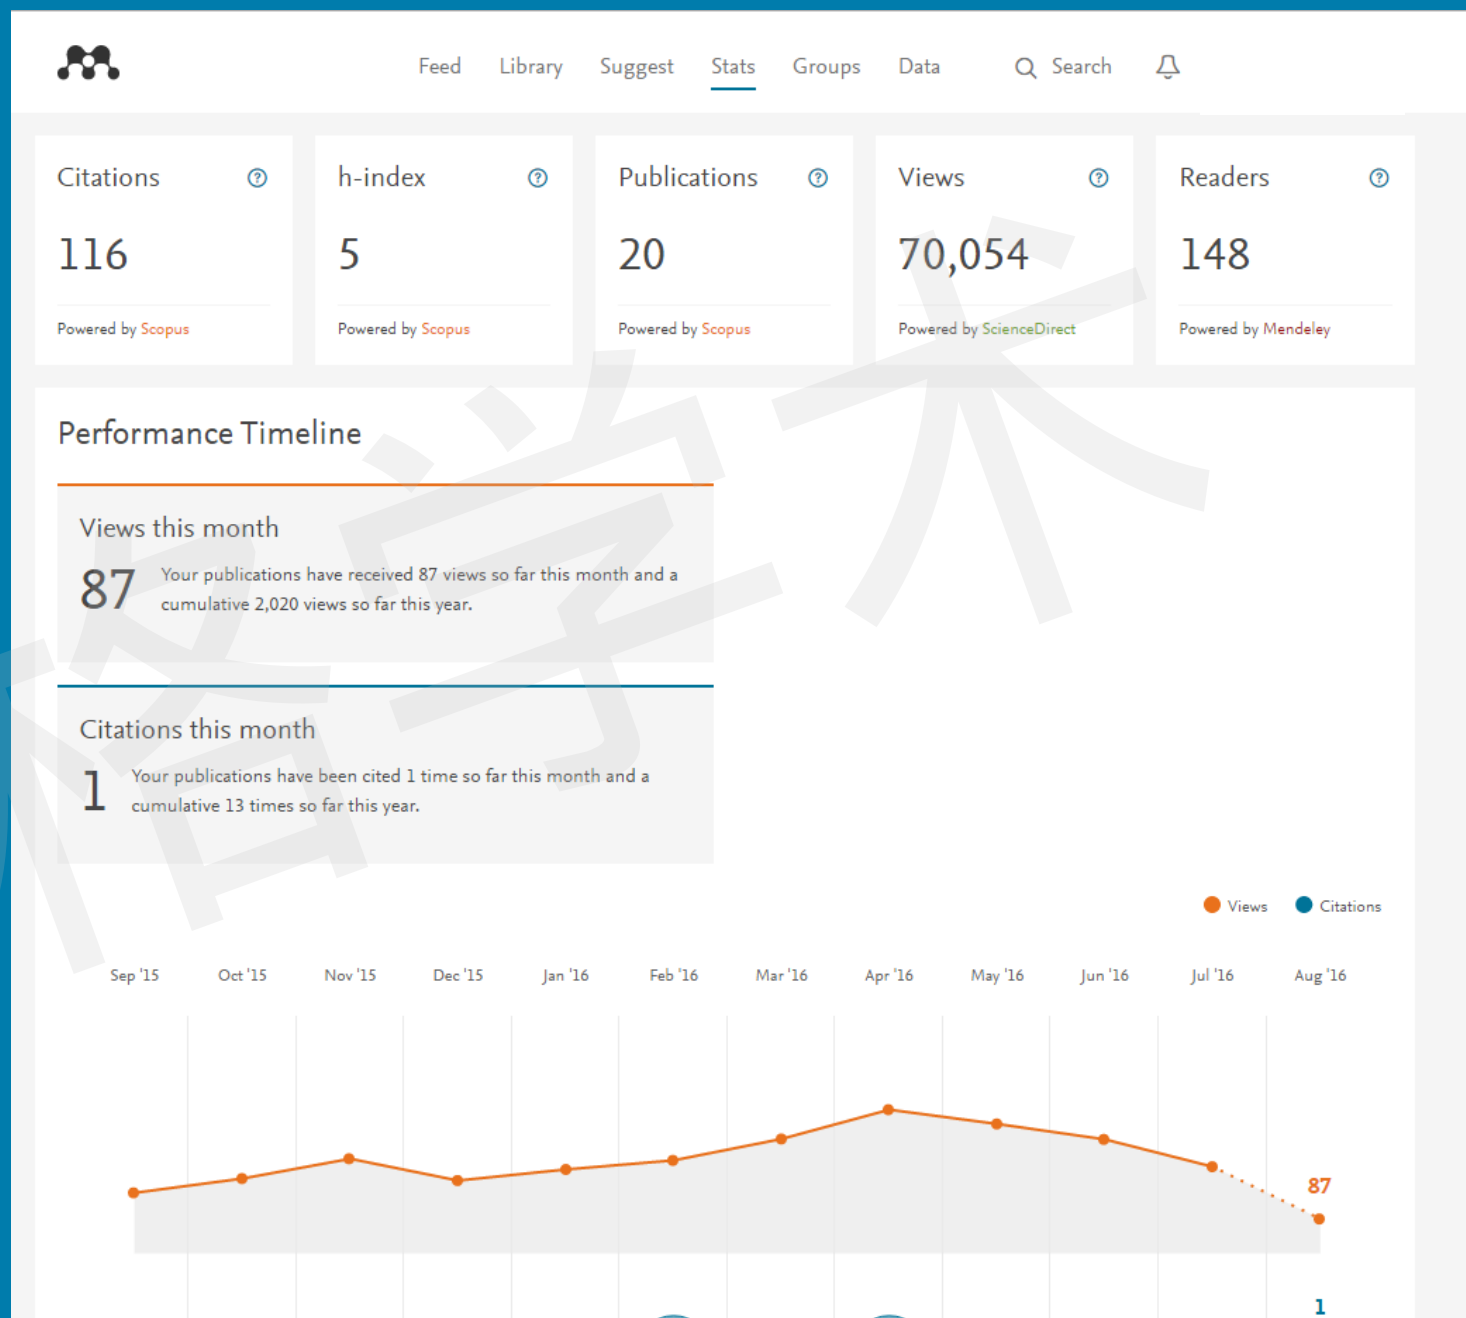 Feed Library Suggest Stats Groups Data Search
Citations ?
116
Powered by Scopus
h-index ?
5
Powered by Scopus
Publications ?
20
Powered by Scopus
Views ?
70,054
Powered by ScienceDirect
Readers ?
148
Powered by Mendeley
Performance Timeline
Views this month
87
Your publications have received 87 views so far this month and a
cumulative 2,020 views so far this year.
Citations this month
1
Your publications have been cited 1 time so far this month and a
cumulative 13 times so far this year.
Views Citations
Sep '15 Oct '15 Nov '15 Dec '15 Jan '16 Feb '16 Mar '16 Apr '16 May '16 Jun '16 Jul '16 Aug '16
87
1
格学术